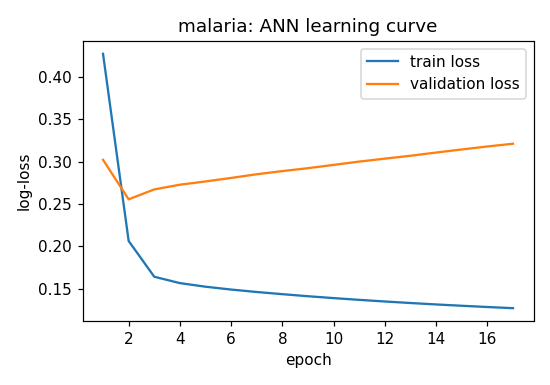 malaria: ANN learning curve
train loss
validation loss
log-loss
0.40
0.35
0.30
0.25
0.20
0.15
2 4 6 8 10 12 14 16
epoch